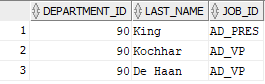 DEPARTMENT_ID LAST_NAME JOB_ID
1 90 King AD_PRES
2 90 Kochhar AD_VP
3 90 De Haan AD_VP